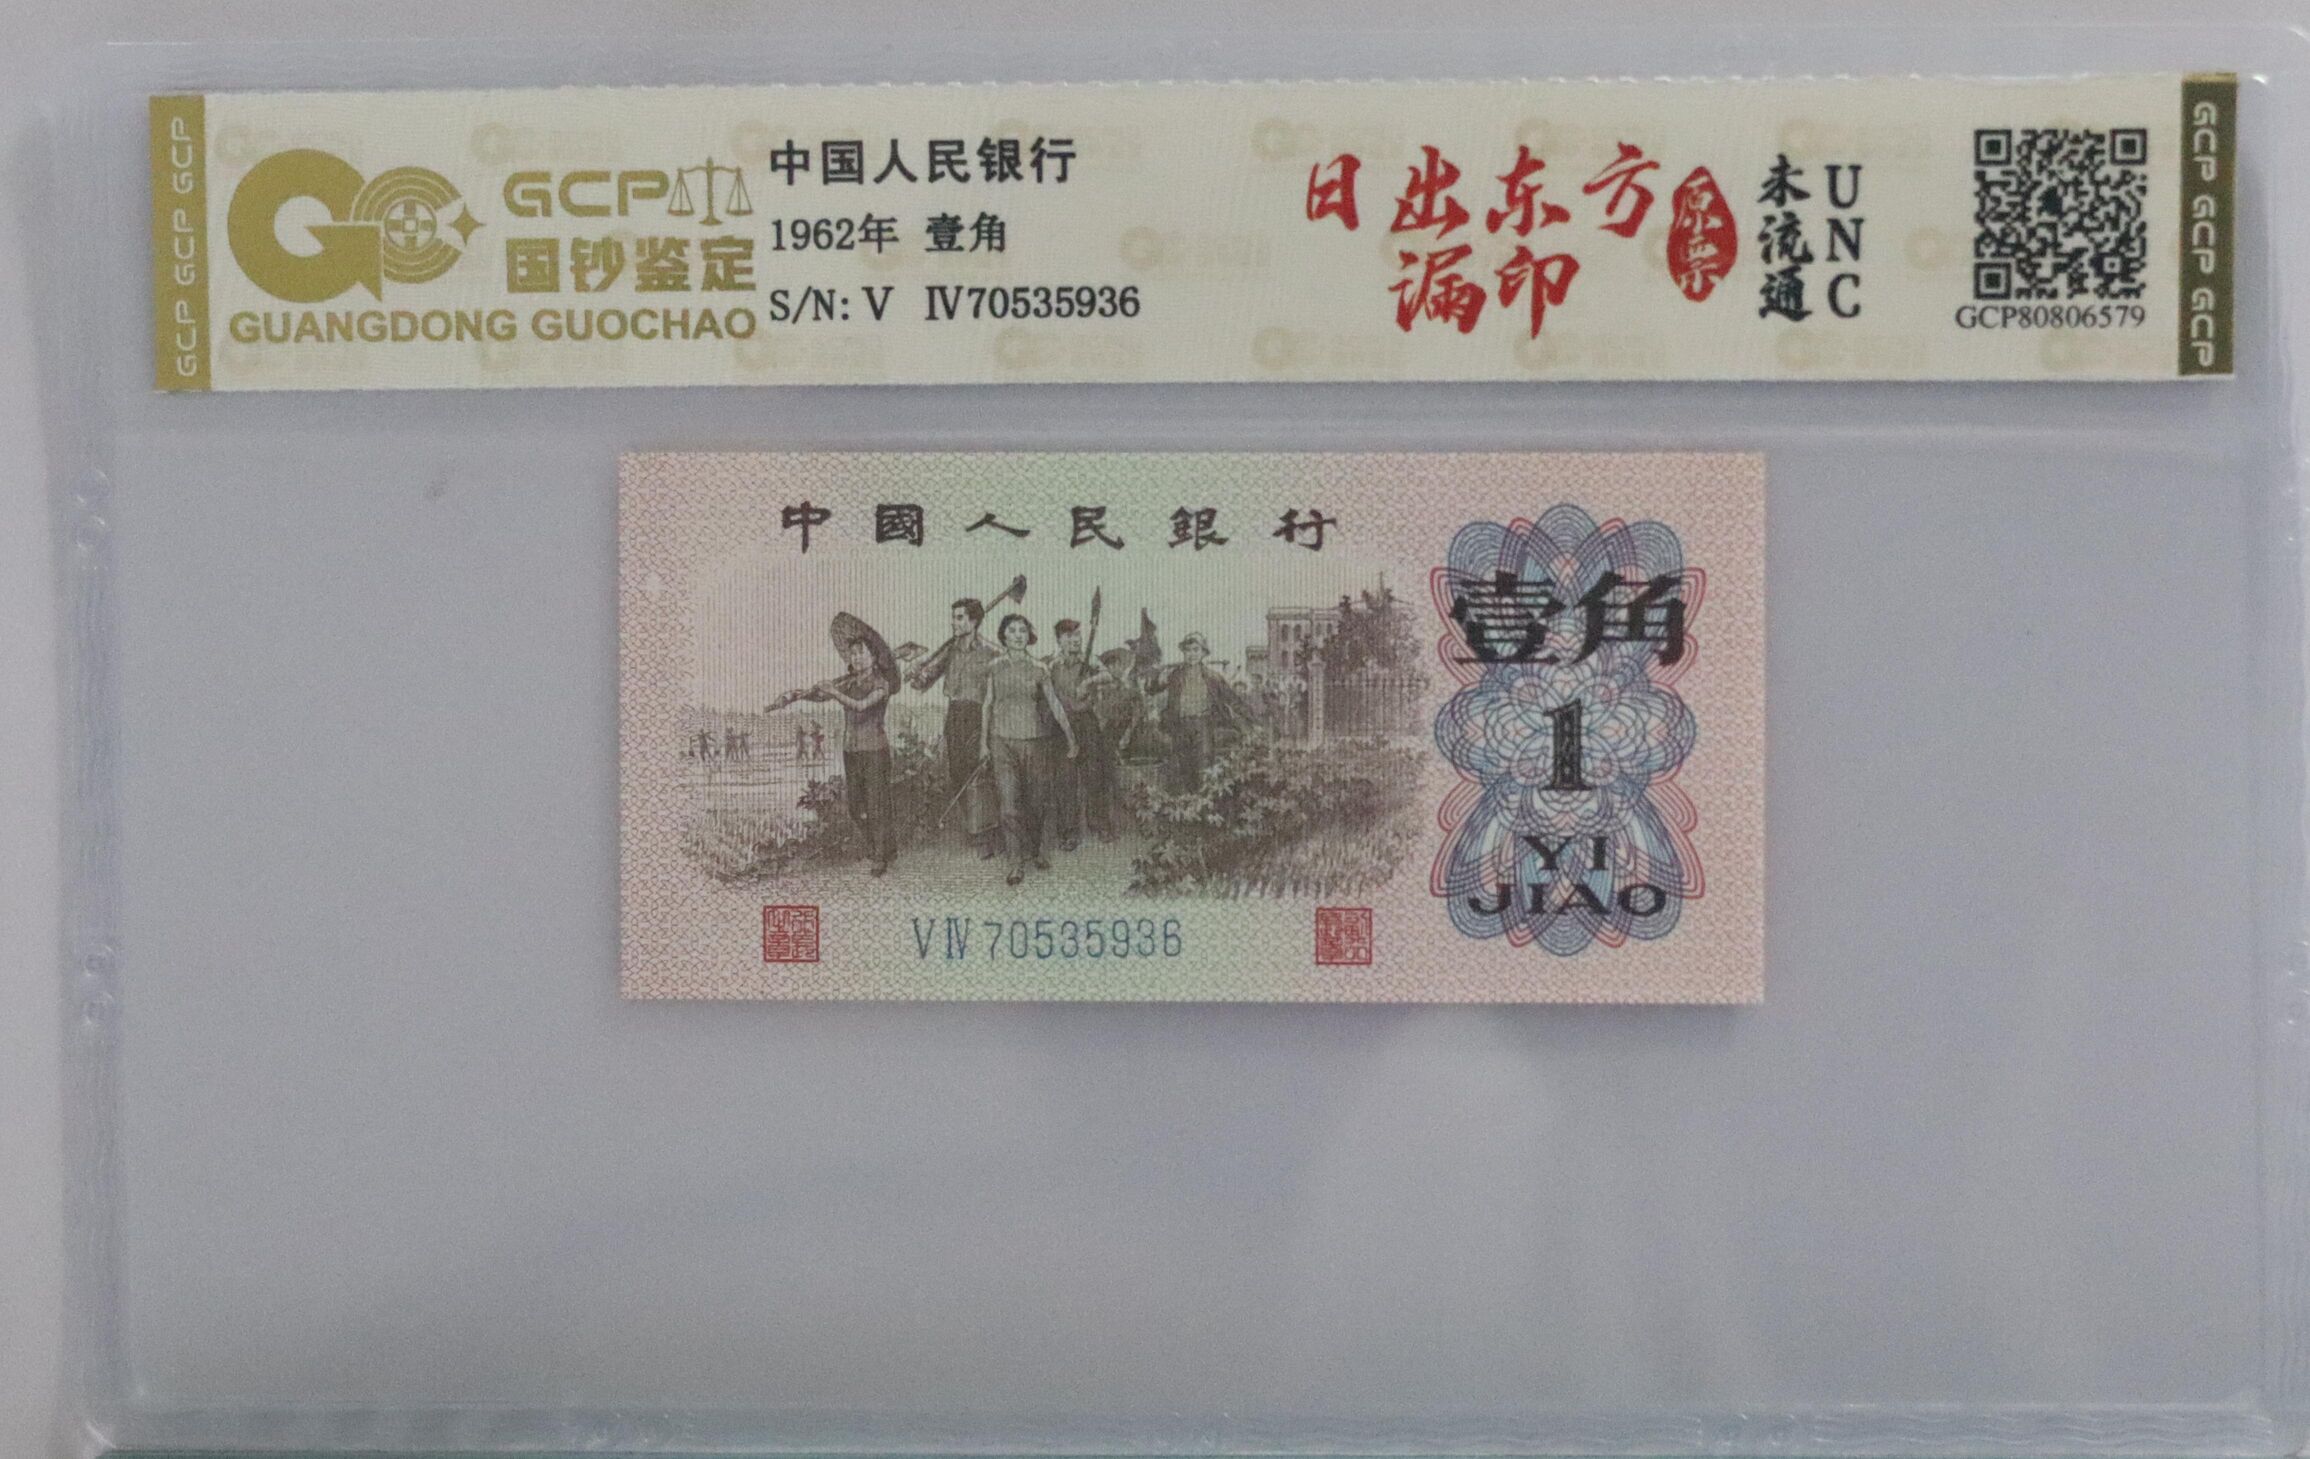 GCP GCP GCP
GCP
国钞鉴定
GUANGDONG GUOCHAO
中国人民银行
1962年 壹角
S/N: V IV70535936
日出东方
漏印
原票
未流通
UNC
GCP80806579
GCP GCP GCP
中國人民銀行
壹角
1
YI
JIAO
V IV 70535936